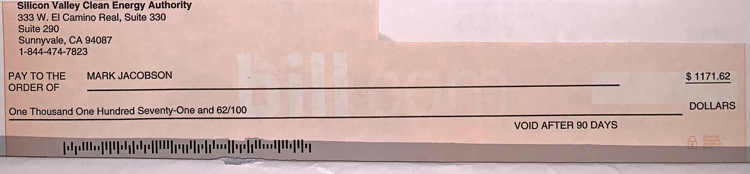 Silicon Valley Clean Energy Authority
333 W. El Camino Real, Suite 330
Suite 290
Sunnyvale, CA 94087
1-844-474-7823
PAY TO THE ORDER OF
MARK JACOBSON
$ 1171.62
One Thousand One Hundred Seventy-One and 62/100
DOLLARS
VOID AFTER 90 DAYS
bill.com